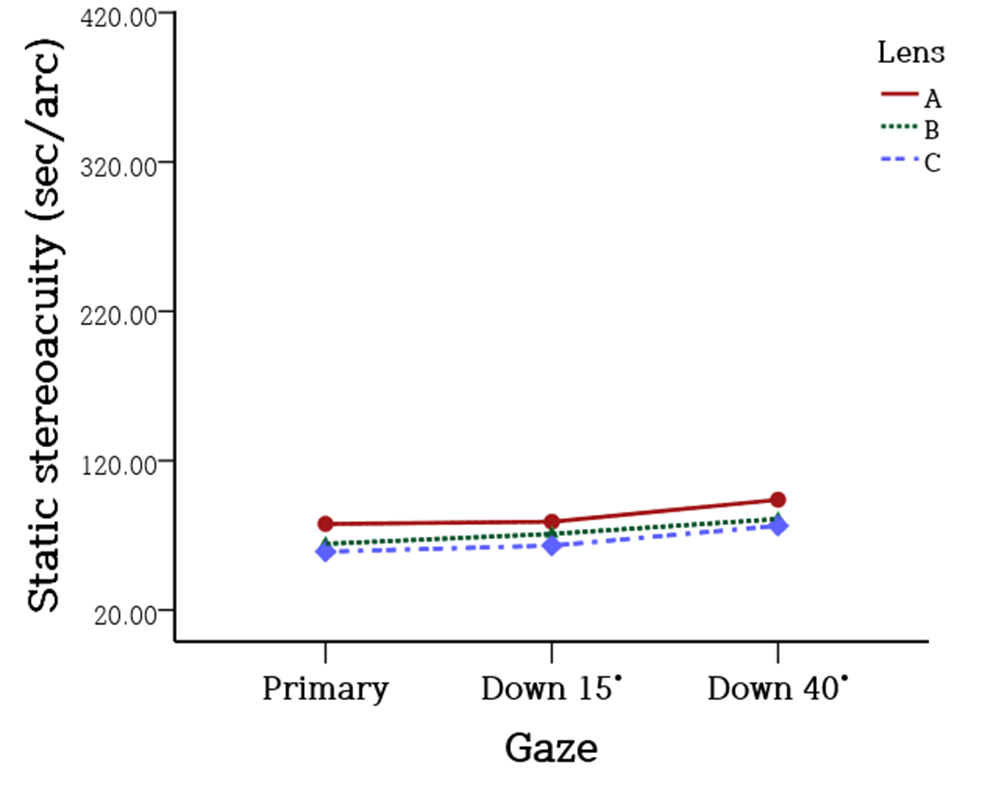 Static stereoacuity (sec/arc)
420.00
320.00
220.00
120.00
20.00
Lens
A
B
C
Primary
Down 15˚
Down 40˚
Gaze